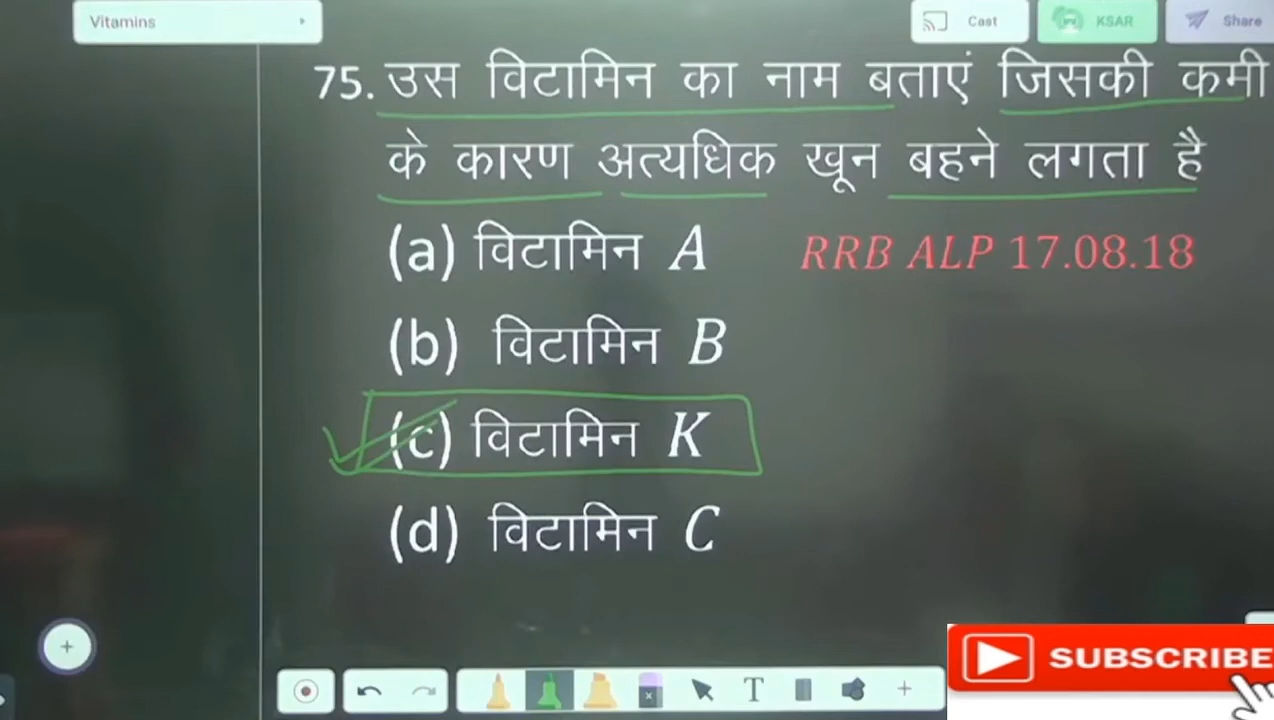 Vitamins
Cast
KSAR
Share
75. उस विटामिन का नाम बताएं जिसकी कमी
के कारण अत्यधिक खून बहने लगता है
(a) विटामिन A
RRB ALP 17.08.18
(b) विटामिन B
(c) विटामिन K
(d) विटामिन C
T
SUBSCRIBE